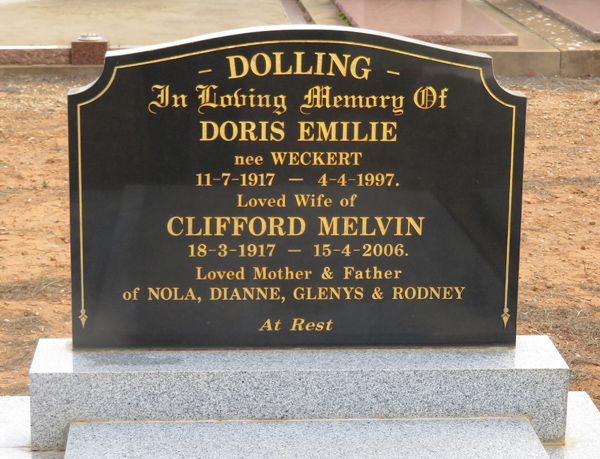 - DOLLING -
In Loving Memory Of
DORIS EMILIE
nee WECKERT
11-7-1917 — 4-4-1997.
Loved Wife of
CLIFFORD MELVIN
18-3-1917 — 15-4-2006.
Loved Mother & Father
of NOLA, DIANNE, GLENYS & RODNEY
At Rest